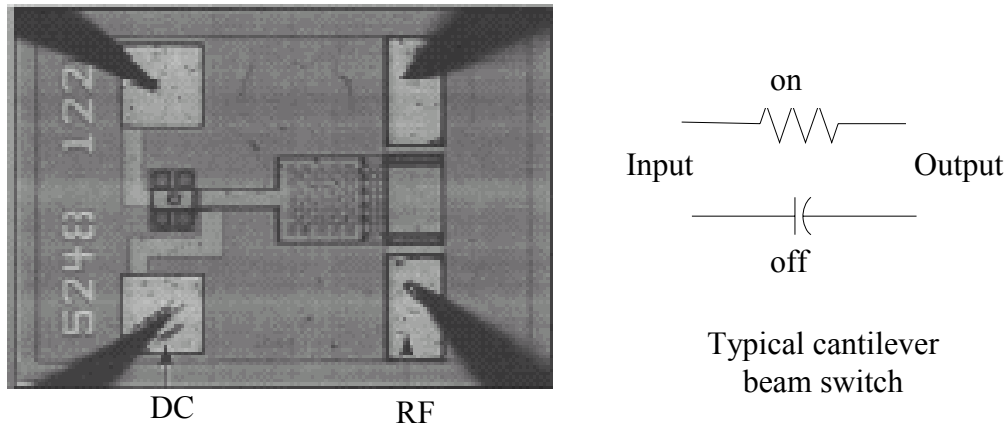 5248 122
DC
RF
on
Input
Output
off
Typical cantilever
beam switch